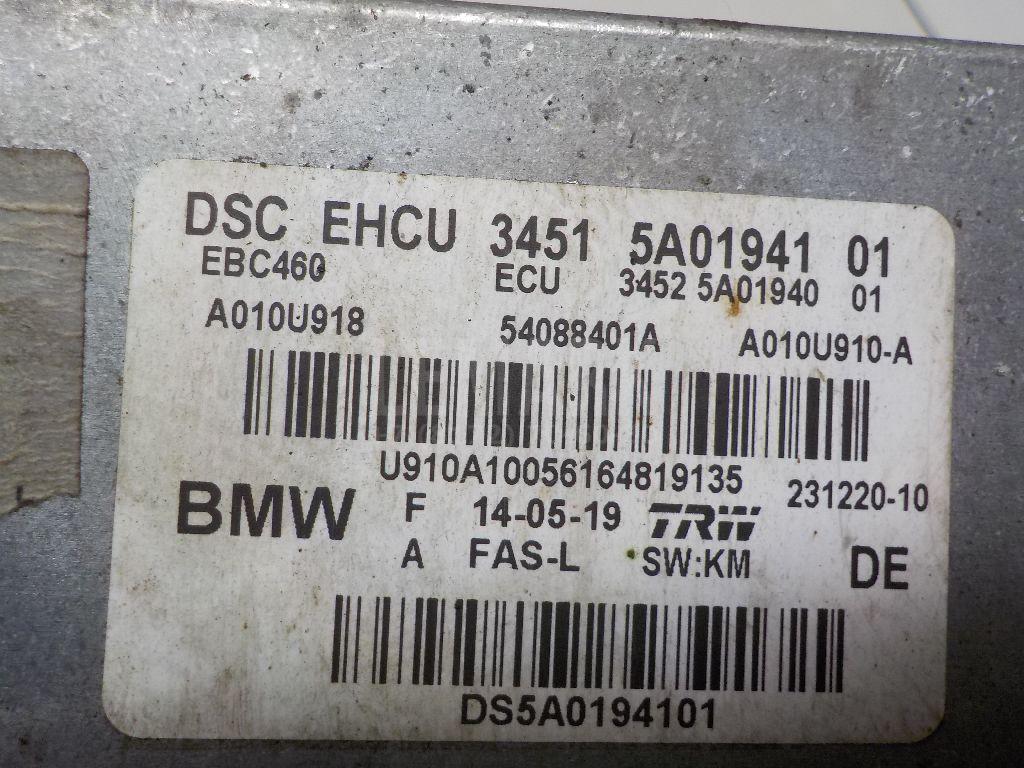 DSC EHCU 3451 5A01941 01
EBC460 ECU 3452 5A01940 01
A010U918 54088401A A010U910-A
U910A10056164819135 231220-10
BMW F 14-05-19 TRW
A FAS-L SW:KM DE
DS5A0194101